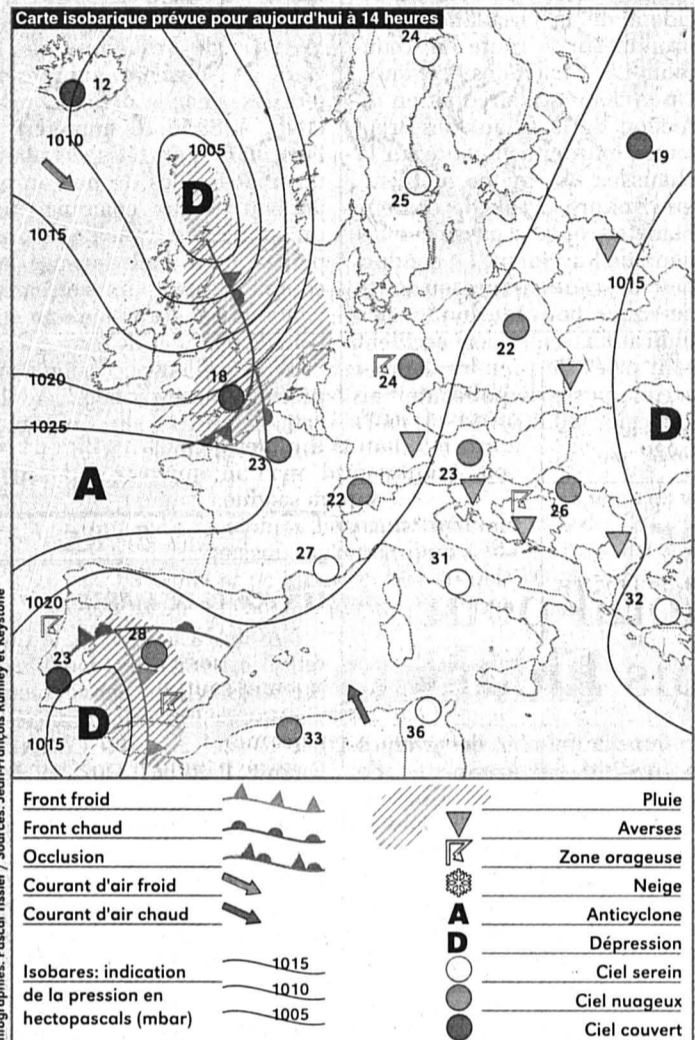 Carte isobarique prévue pour aujourd'hui à 14 heures
24
12
1010
1005
D
19
25
1015
1015
22
1020
24
18
1025
D
23
23
A
22
26
27
31
1020
32
28
23
D
36
1015
33
Front froid
Front chaud
Occlusion
Courant d'air froid
Courant d'air chaud
Isobares: indication
de la pression en
hectopascals (mbar)
1015
1010
1005
Pluie
Averses
Zone orageuse
Neige
A Anticyclone
D Dépression
Ciel serein
Ciel nuageux
Ciel couvert